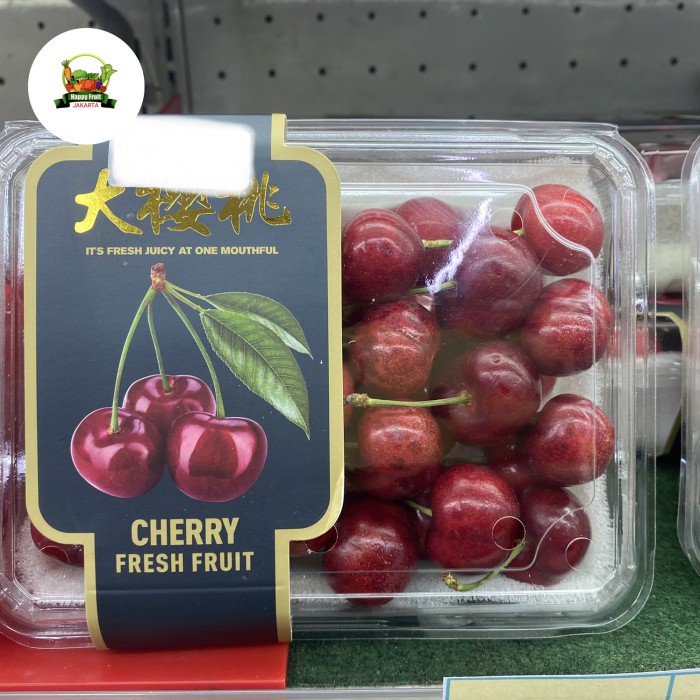 Happy Fruit
JAKARTA
大樱桃
IT'S FRESH JUICY AT ONE MOUTHFUL
CHERRY
FRESH FRUIT